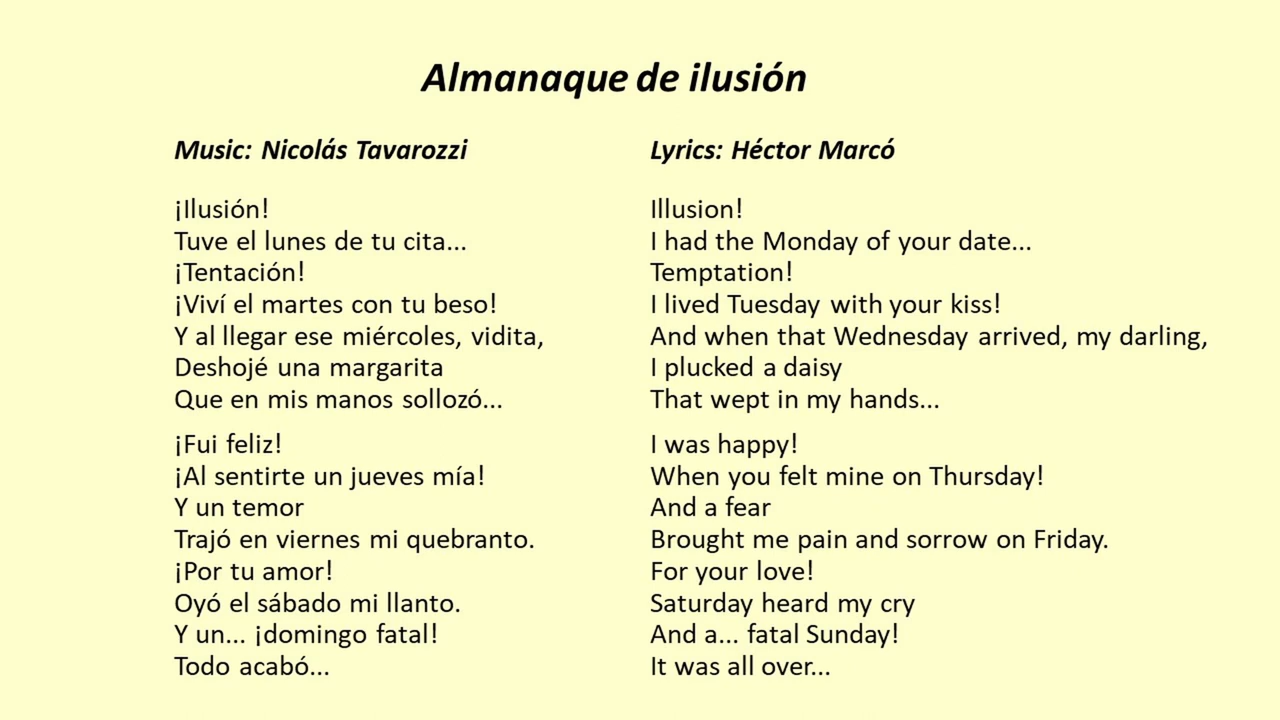 Almanaque de ilusión
Music: Nicolás Tavarozzi
Lyrics: Héctor Marcó
¡Ilusión!
Tuve el lunes de tu cita...
¡Tentación!
¡Viví el martes con tu beso!
Y al llegar ese miércoles, vidita,
Deshojé una margarita
Que en mis manos sollozó...
¡Fui feliz!
¡Al sentirte un jueves mía!
Y un temor
Trajó en viernes mi quebranto.
¡Por tu amor!
Oyó el sábado mi llanto.
Y un... ¡domingo fatal!
Todo acabó...
Illusion!
I had the Monday of your date...
Temptation!
I lived Tuesday with your kiss!
And when that Wednesday arrived, my darling,
I plucked a daisy
That wept in my hands...
I was happy!
When you felt mine on Thursday!
And a fear
Brought me pain and sorrow on Friday.
For your love!
Saturday heard my cry
And a... fatal Sunday!
It was all over...